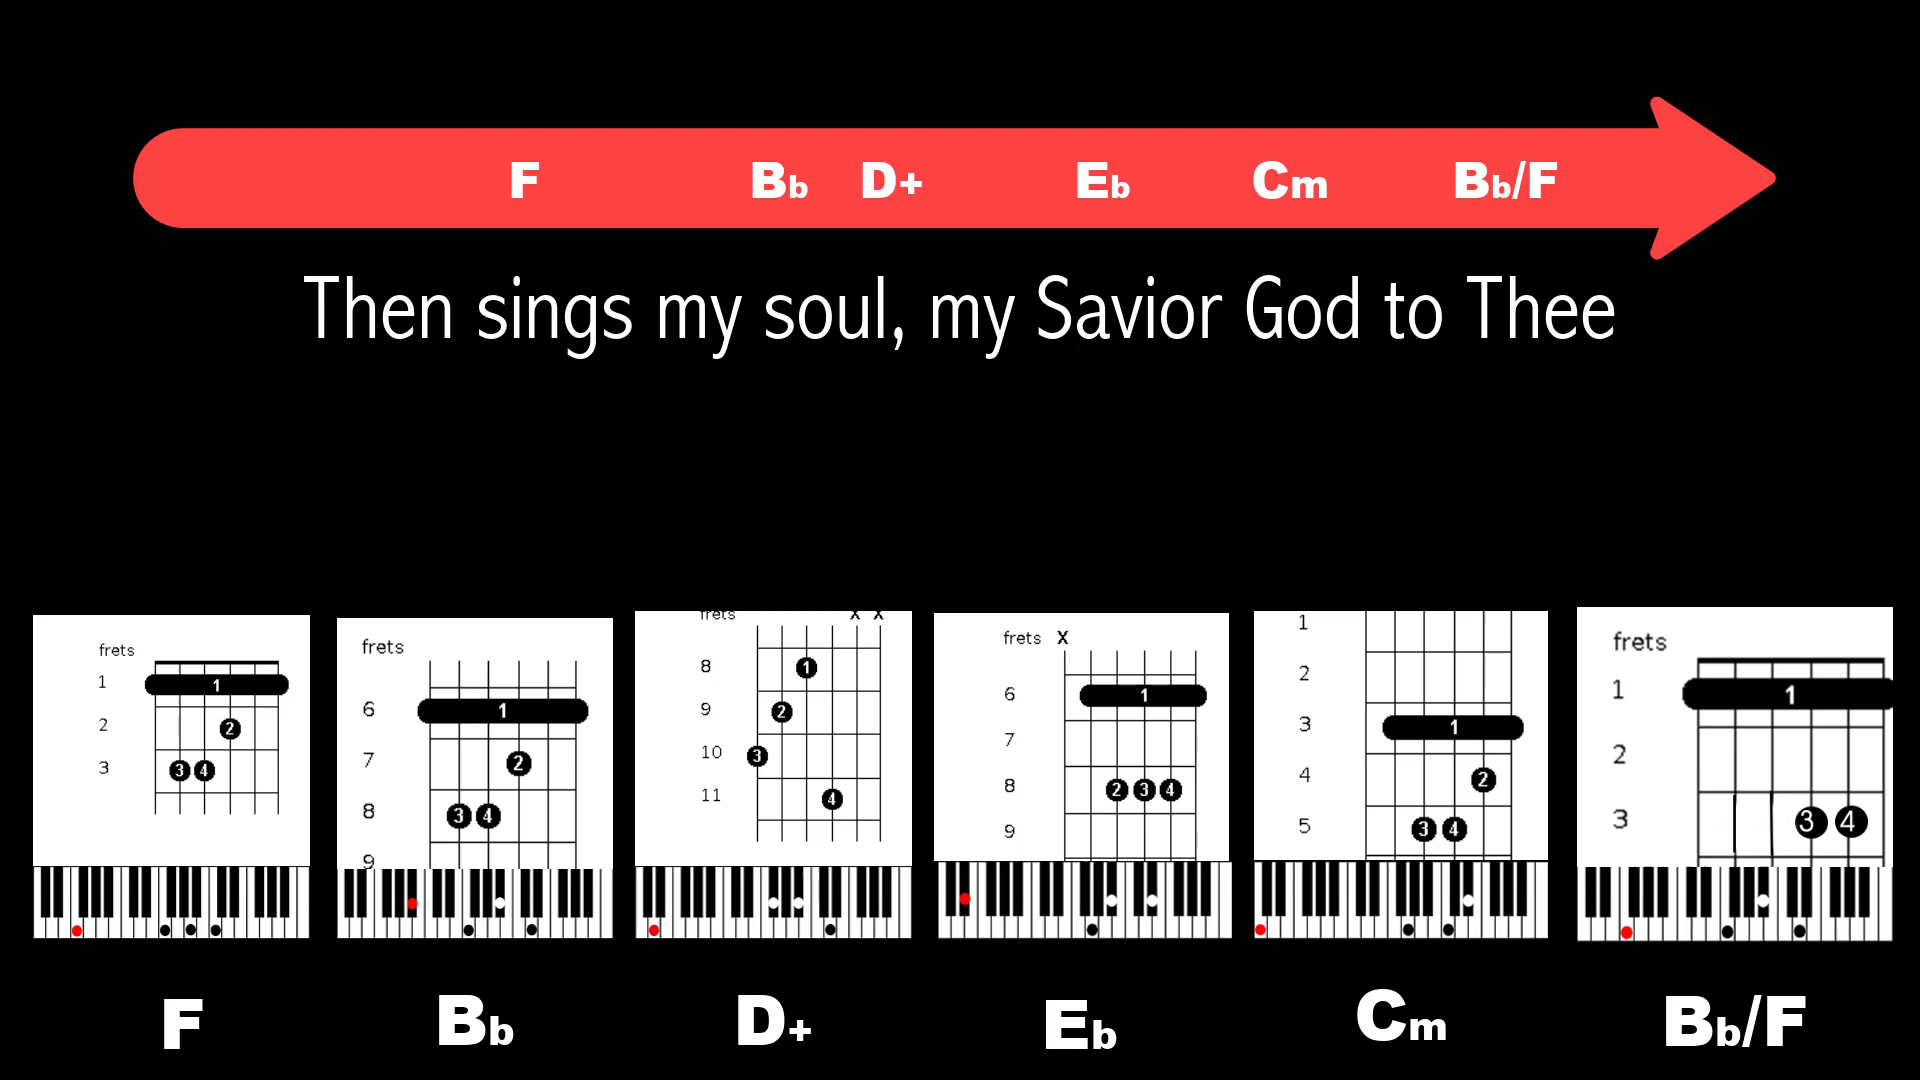 F Bb D+ Eb Cm Bb/F
Then sings my soul, my Savior God to Thee
frets
1 1
2 2
3 3 4
frets
6 1
7 2
8 3 4
9
frets X X
8 1
9 2
10 3
11 4
frets X
6 1
7
8 2 3 4
9
1
2
3 1
4 2
5 3 4
frets
1 1
2
3 3 4
F Bb D+ Eb Cm Bb/F